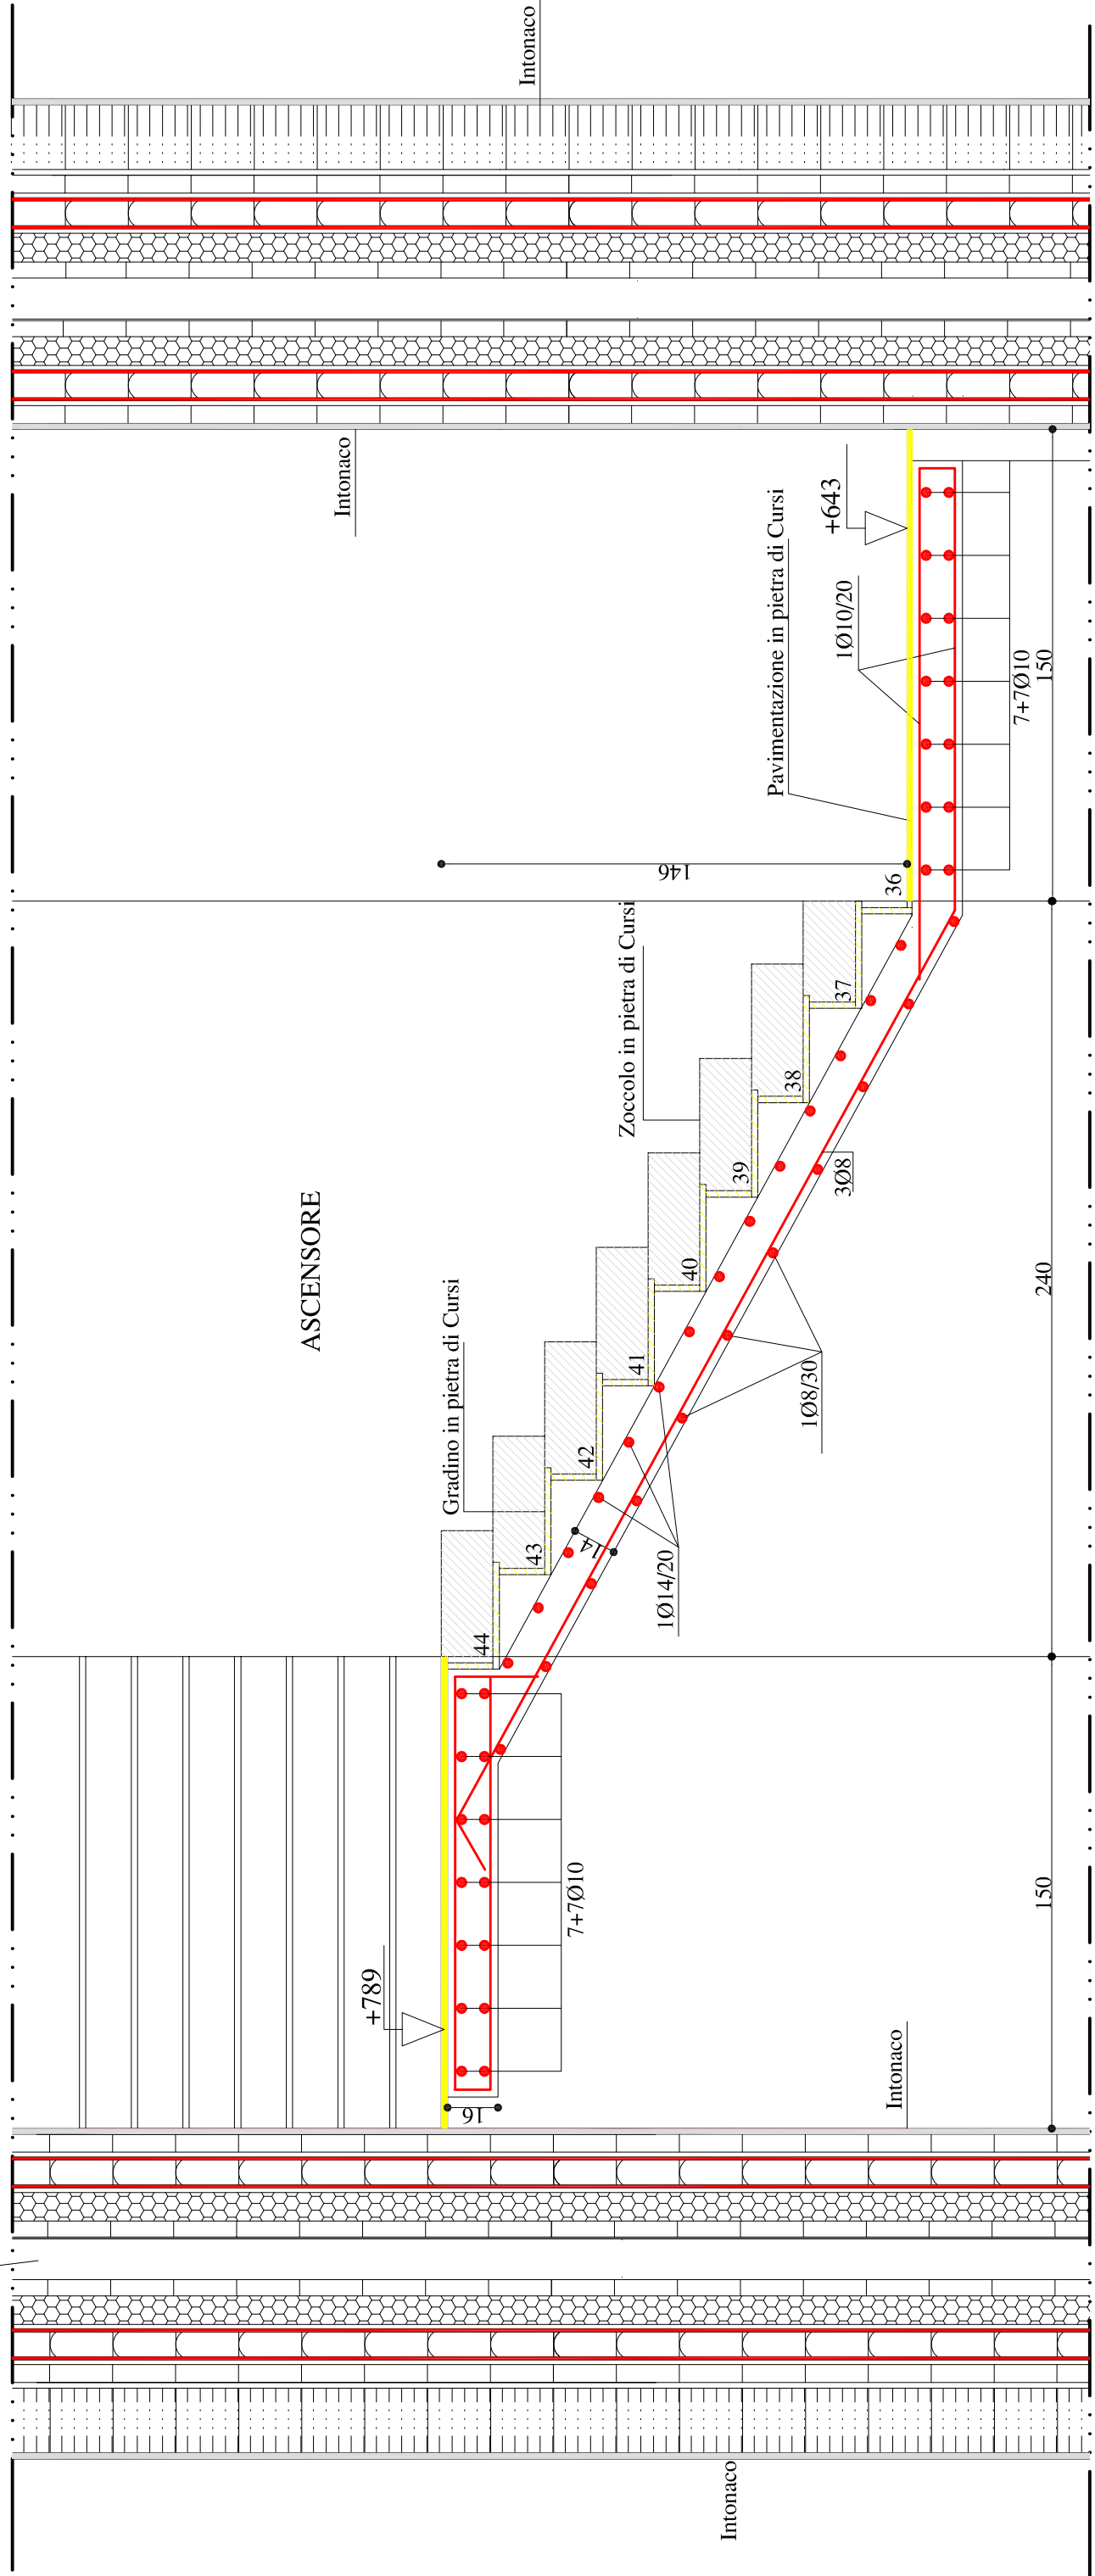 Intonaco
Intonaco
+643
Pavimentazione in pietra di Cursi
1Ø10/20
7+7Ø10
150
146
36
37
38
39
40
41
42
43
44
Zoccolo in pietra di Cursi
ASCENSORE
Gradino in pietra di Cursi
3Ø8
240
1Ø8/30
14
1Ø14/20
7+7Ø10
150
+789
16
Intonaco
Intonaco